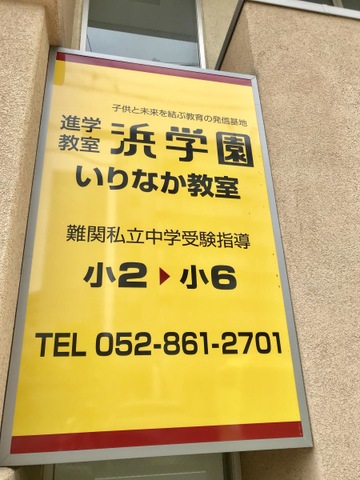 子供と未来を結ぶ教育の発信基地
進学教室 浜学園
いりなか教室
難関私立中学受験指導
小2▶小6
TEL 052-861-2701